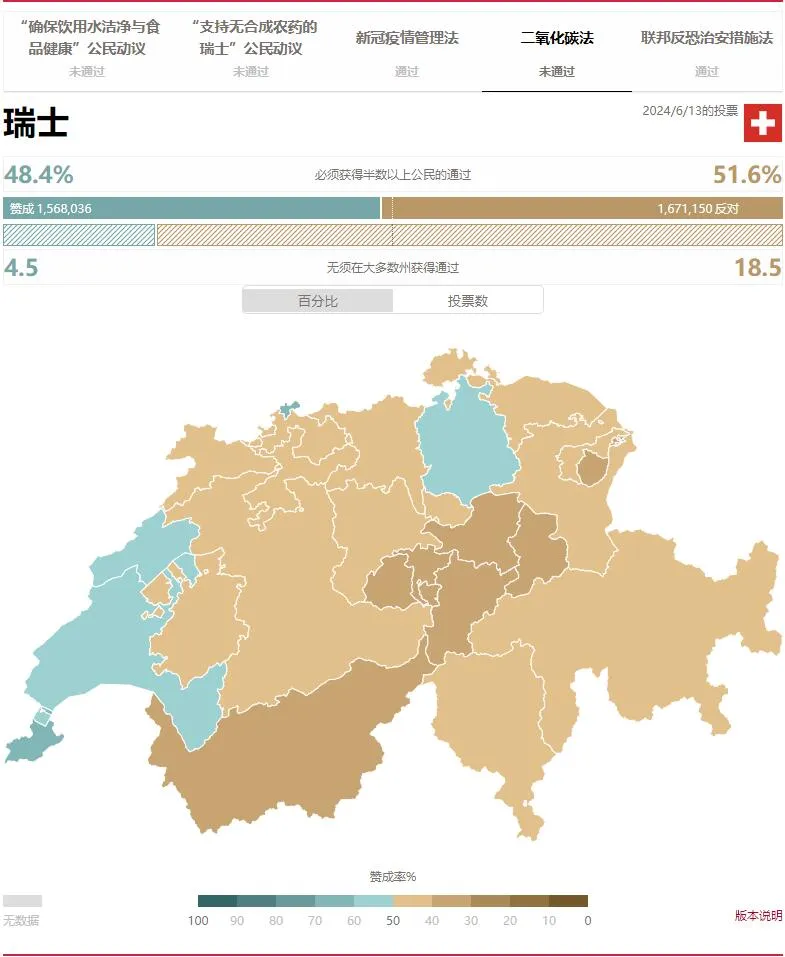 “确保饮用水洁净与食
品健康”公民动议
未通过
“支持无合成农药的
瑞士”公民动议
未通过
新冠疫情管理法
通过
二氧化碳法
未通过
联邦反恐治安措施法
通过
瑞士
2024/6/13的投票
48.4%
必须获得半数以上公民的通过
51.6%
赞成 1,568,036
1,671,150 反对
4.5
无须在大多数州获得通过
18.5
百分比
投票数
赞成率%
无数据
100 90 80 70 60 50 40 30 20 10 0
版本说明